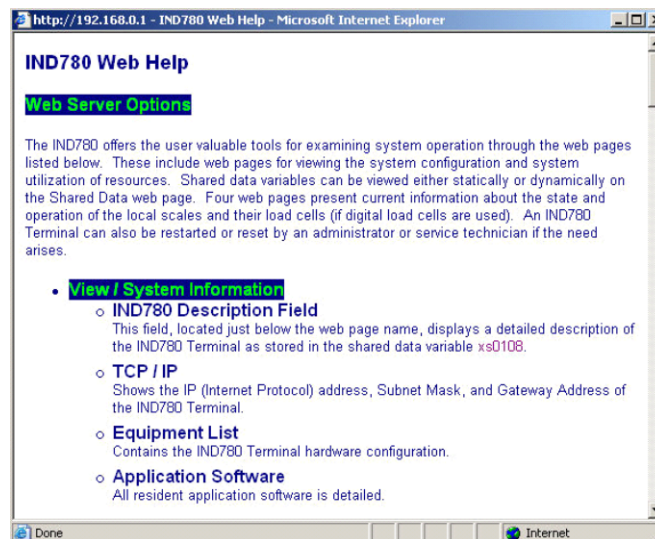 http://192.168.0.1 - IND780 Web Help - Microsoft Internet Explorer
IND780 Web Help
Web Server Options
The IND780 offers the user valuable tools for examining system operation through the web pages
listed below. These include web pages for viewing the system configuration and system
utilization of resources. Shared data variables can be viewed either statically or dynamically on
the Shared Data web page. Four web pages present current information about the state and
operation of the local scales and their load cells (if digital load cells are used). An IND780
Terminal can also be restarted or reset by an administrator or service technician if the need
arises.
• View / System Information
o IND780 Description Field
This field, located just below the web page name, displays a detailed description of
the IND780 Terminal as stored in the shared data variable xs0108.
o TCP / IP
Shows the IP (Internet Protocol) address, Subnet Mask, and Gateway Address of
the IND780 Terminal.
o Equipment List
Contains the IND780 Terminal hardware configuration.
o Application Software
All resident application software is detailed.
Done Internet